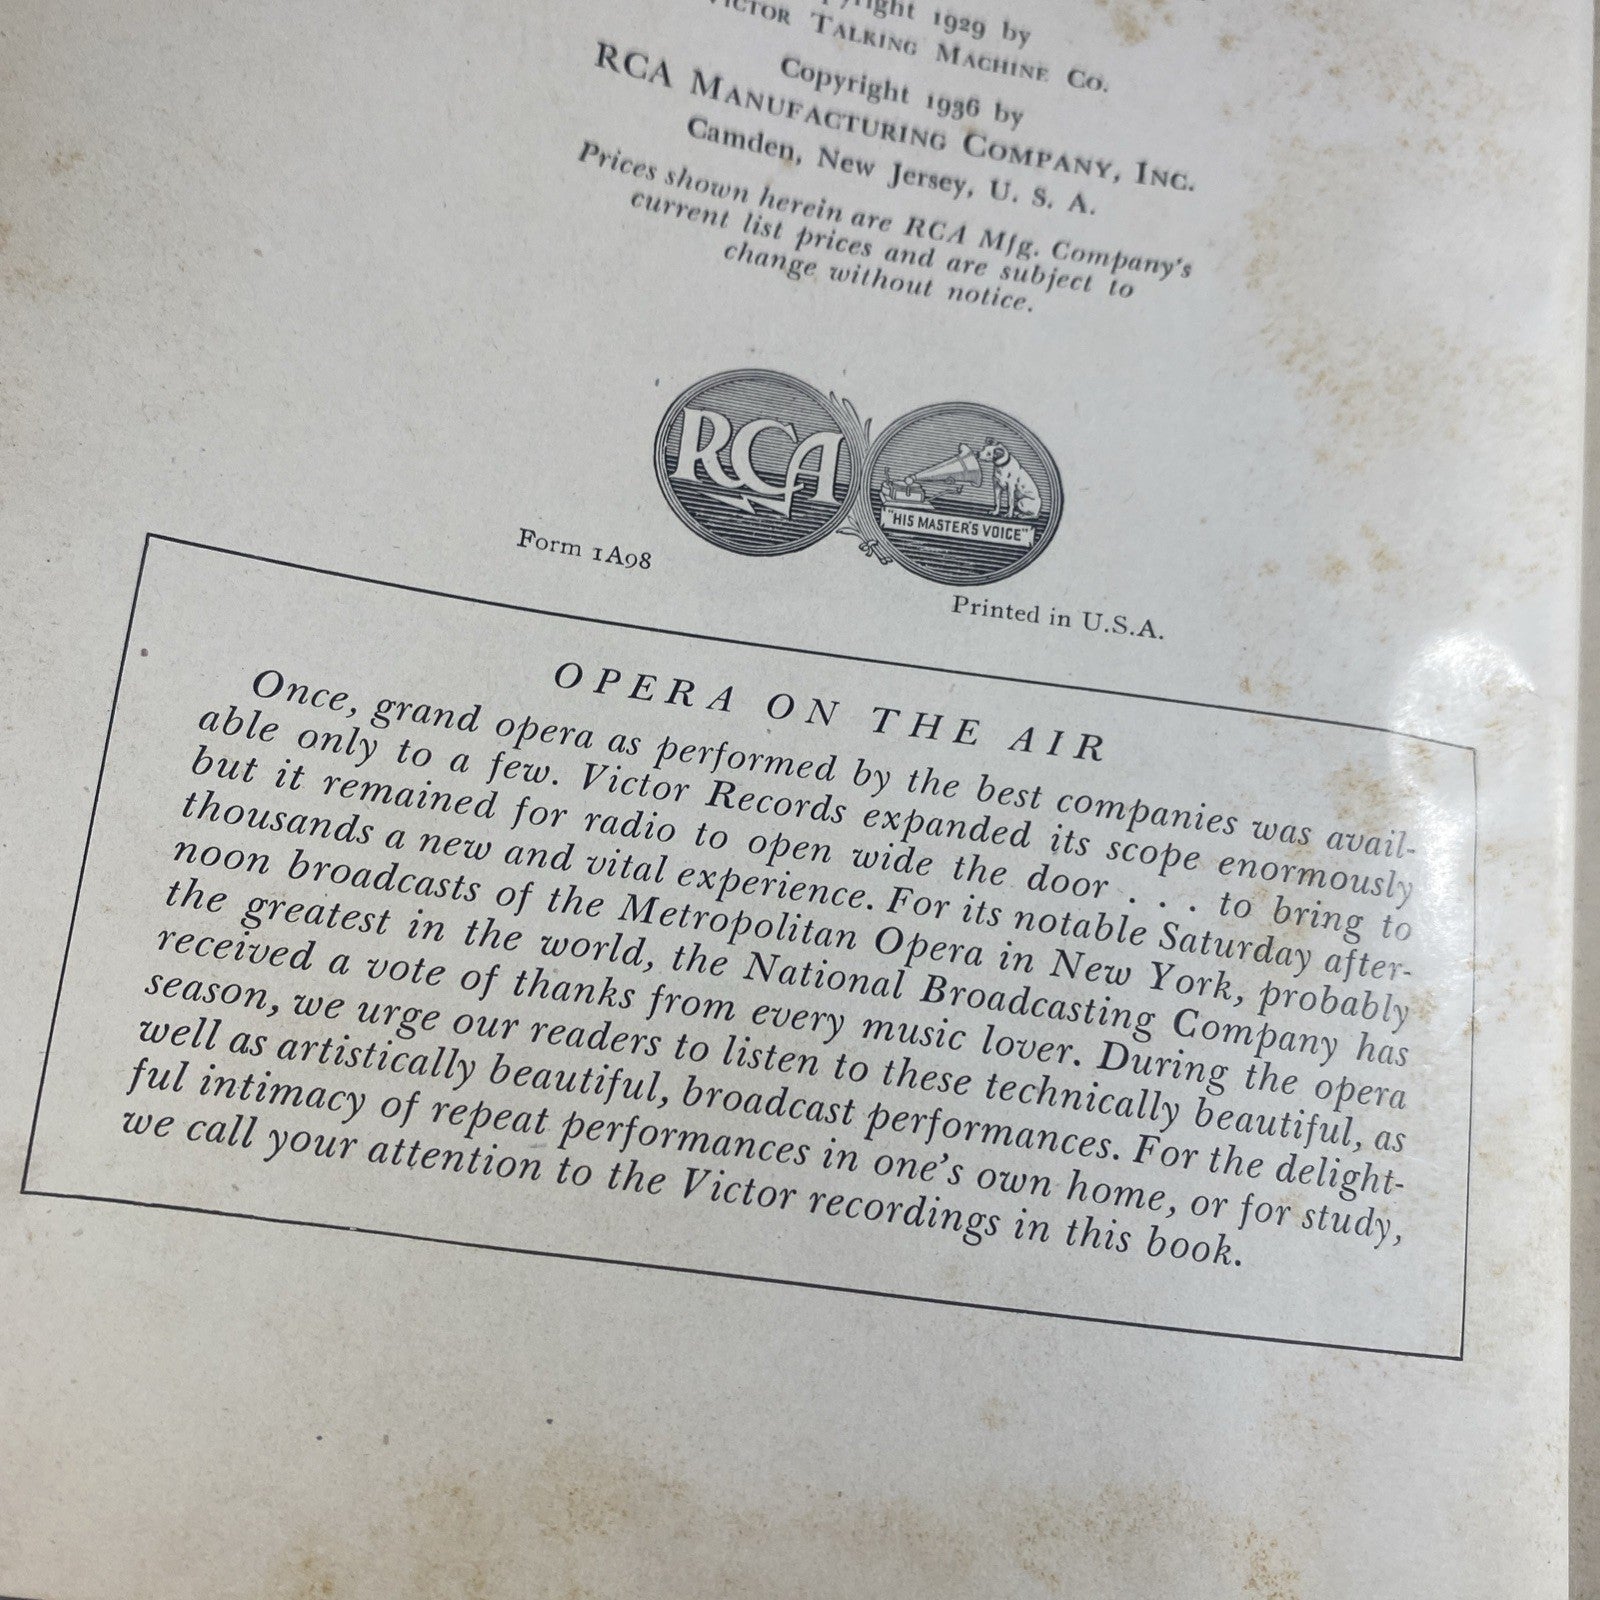 Copyright 1929 by
Victor Talking Machine Co.
Copyright 1936 by
RCA Manufacturing Company, Inc.
Camden, New Jersey, U. S. A.
Prices shown herein are RCA Mfg. Company's
current list prices and are subject to
change without notice.
RCA
"HIS MASTER'S VOICE"
Form 1A98
Printed in U.S.A.
OPERA ON THE AIR
Once, grand opera as performed by the best companies was avail-
able only to a few. Victor Records expanded its scope enormously
but it remained for radio to open wide the door . . . to bring to
thousands a new and vital experience. For its notable Saturday after-
noon broadcasts of the Metropolitan Opera in New York, probably
the greatest in the world, the National Broadcasting Company has
received a vote of thanks from every music lover. During the opera
season, we urge our readers to listen to these technically beautiful, as
well as artistically beautiful, broadcast performances. For the delight-
ful intimacy of repeat performances in one's own home, or for study,
we call your attention to the Victor recordings in this book.